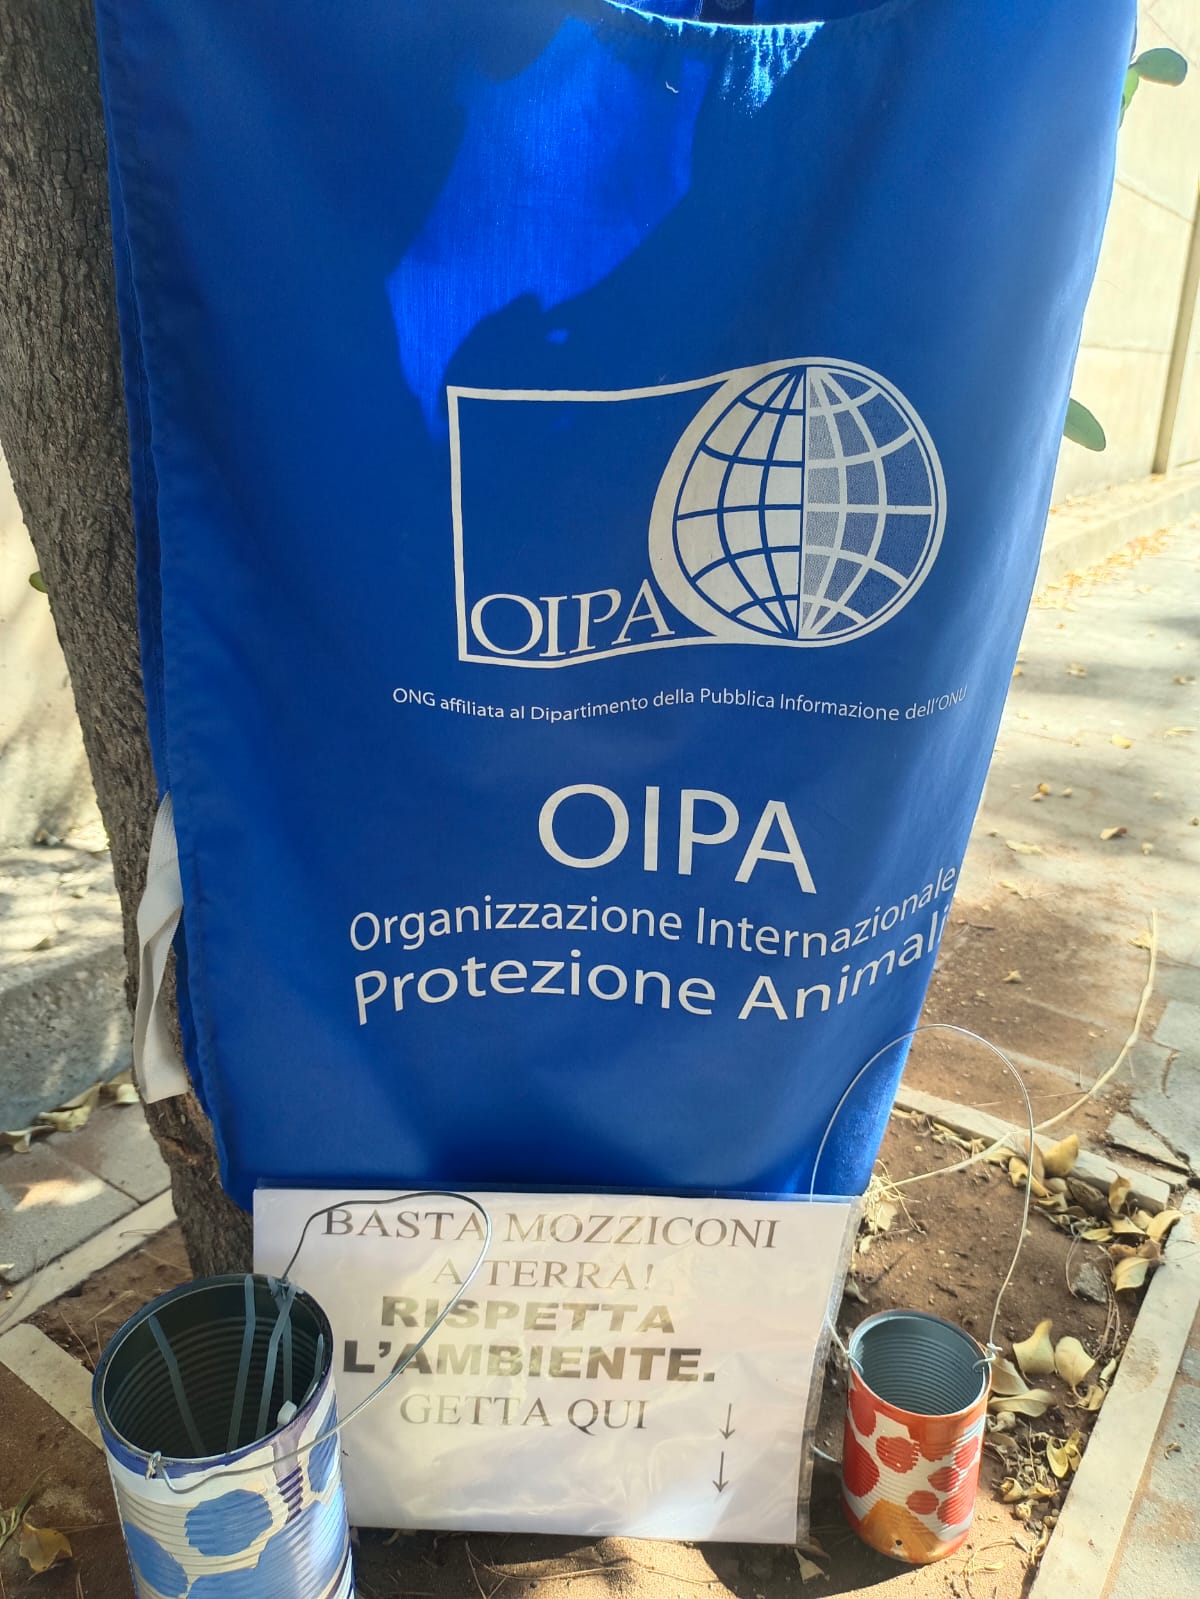 OIPA
ONG affiliata al Dipartimento della Pubblica Informazione dell'ONU
OIPA
Organizzazione Internazionale
Protezione Animali
BASTA MOZZICONI
A TERRA!
RISPETTA
L'AMBIENTE.
GETTA QUI